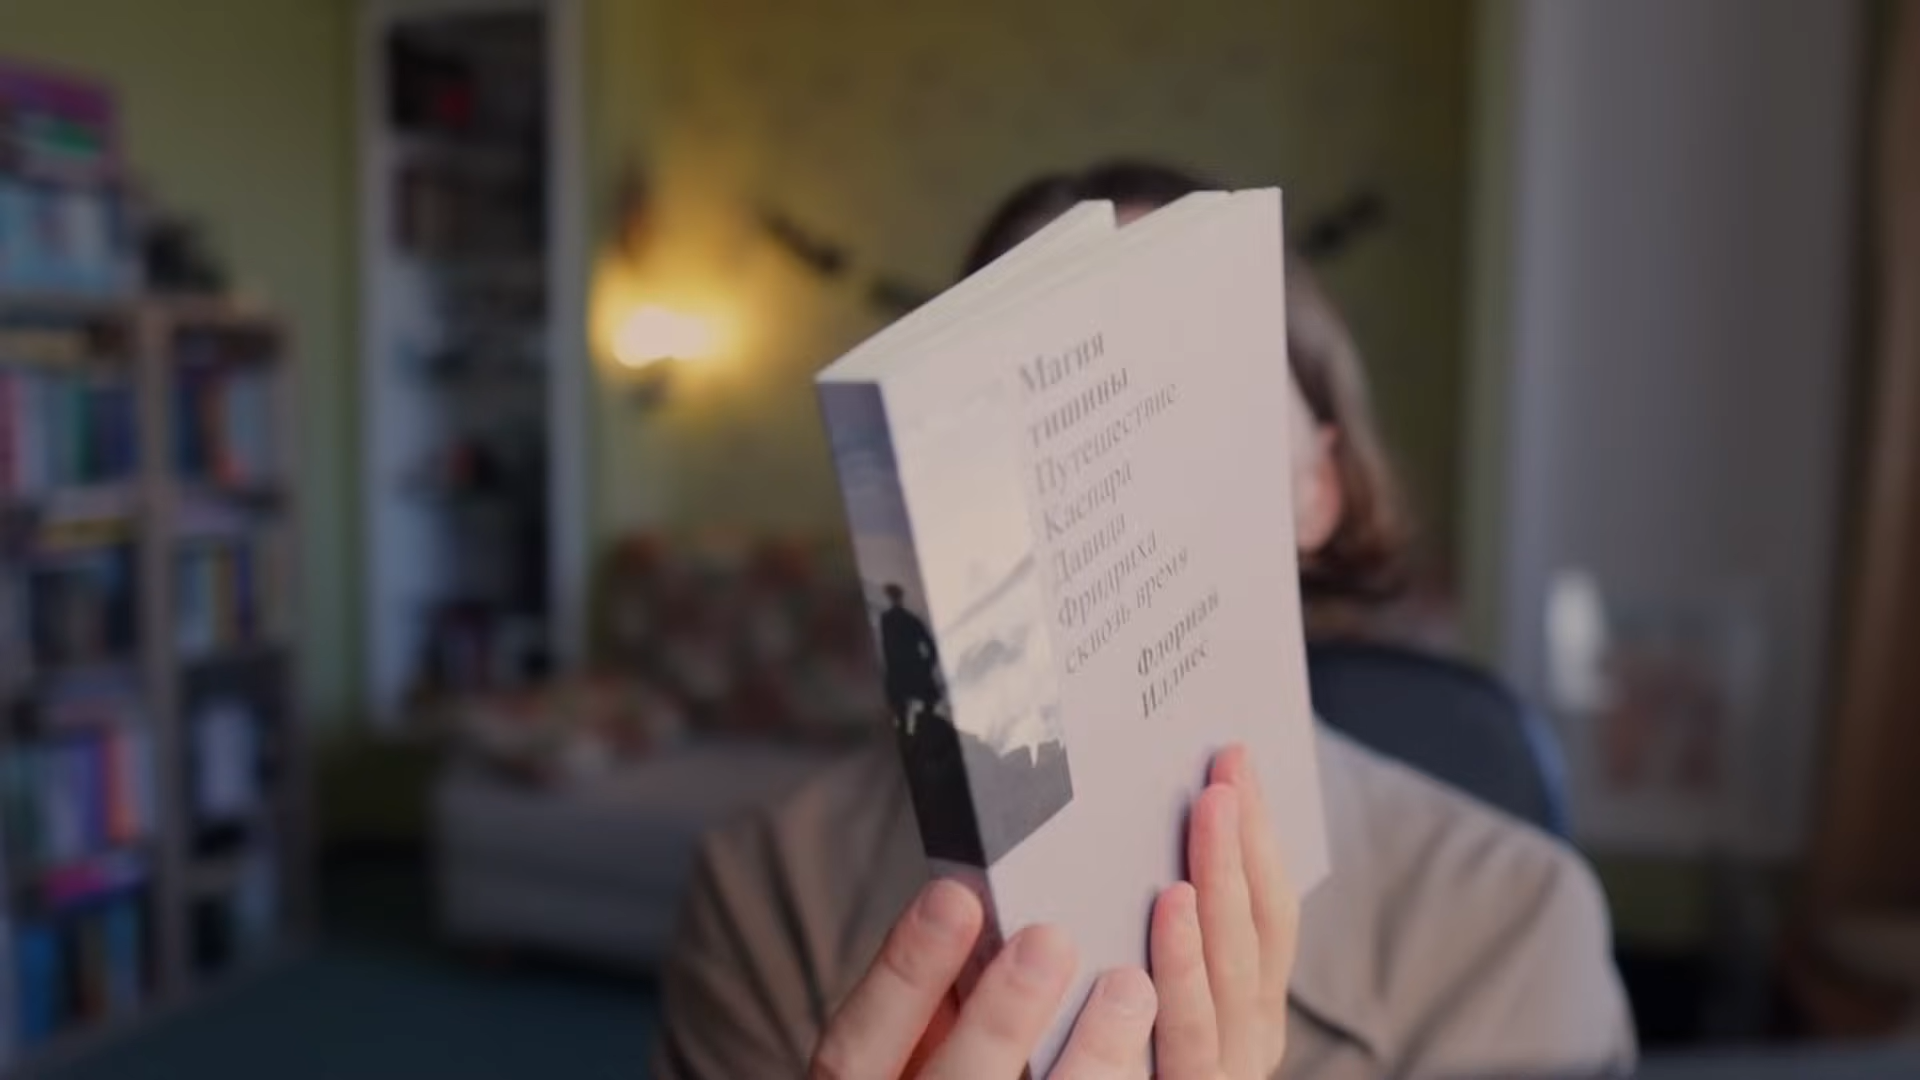 Магия
тишины
Путешествие
Каспара
Давида
Фридриха
сквозь время
Флориан
Иллиес